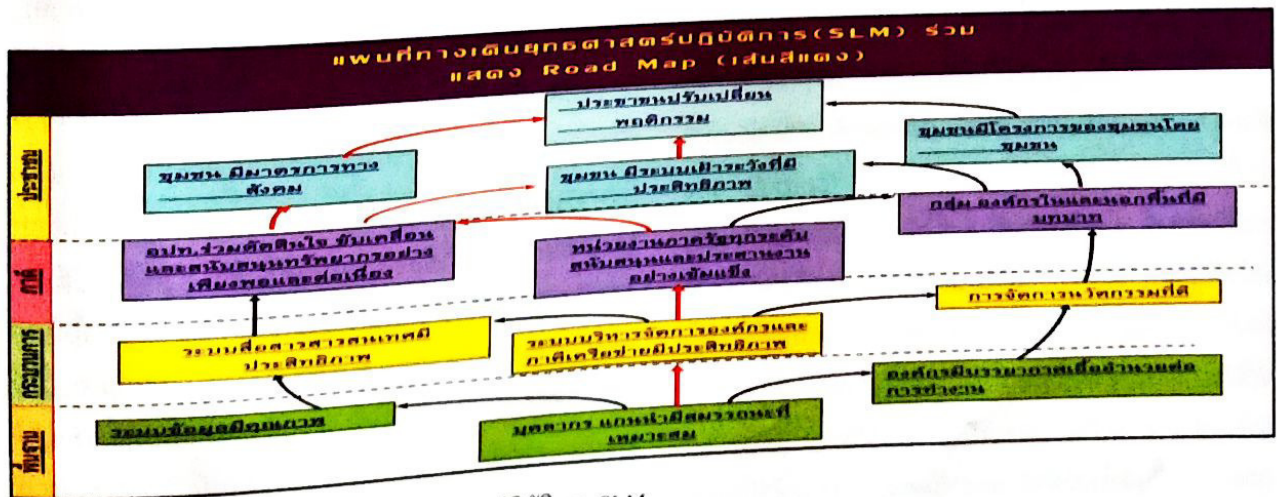 แผนที่ทางเดินยุทธศาสตร์ปฏิบัติการ(SLM) ร่วม
แสดง Road Map (เส้นสีแดง)
ประชาชน
ประชาชนปรับเปลี่ยน
พฤติกรรม
ชุมชนมีโครงการของชุมชนโดย
ชุมชน
ชุมชน มีมาตรการทาง
สังคม
ชุมชน มีระบบเฝ้าระวังที่มี
ประสิทธิภาพ
ภาคี
กลุ่ม องค์กรในและนอกพื้นที่มี
บทบาท
อปท.ร่วมตัดสินใจ ขับเคลื่อน
และสนับสนุนทรัพยากรอย่าง
เพียงพอและต่อเนื่อง
หน่วยงานภาครัฐทุกระดับ
สนับสนุนและประสานงาน
อย่างเข้มแข็ง
กระบวนการ
การจัดการนวัตกรรมที่ดี
ระบบสื่อสารสารสนเทศมี
ประสิทธิภาพ
ระบบบริหารจัดการองค์กรและ
ภาคีเครือข่ายมีประสิทธิภาพ
พื้นฐาน
องค์กรมีบรรยากาศเอื้ออำนวยต่อ
การทำงาน
ระบบข้อมูลมีคุณภาพ
บุคลากร แกนนำมีสมรรถนะที่
เหมาะสม